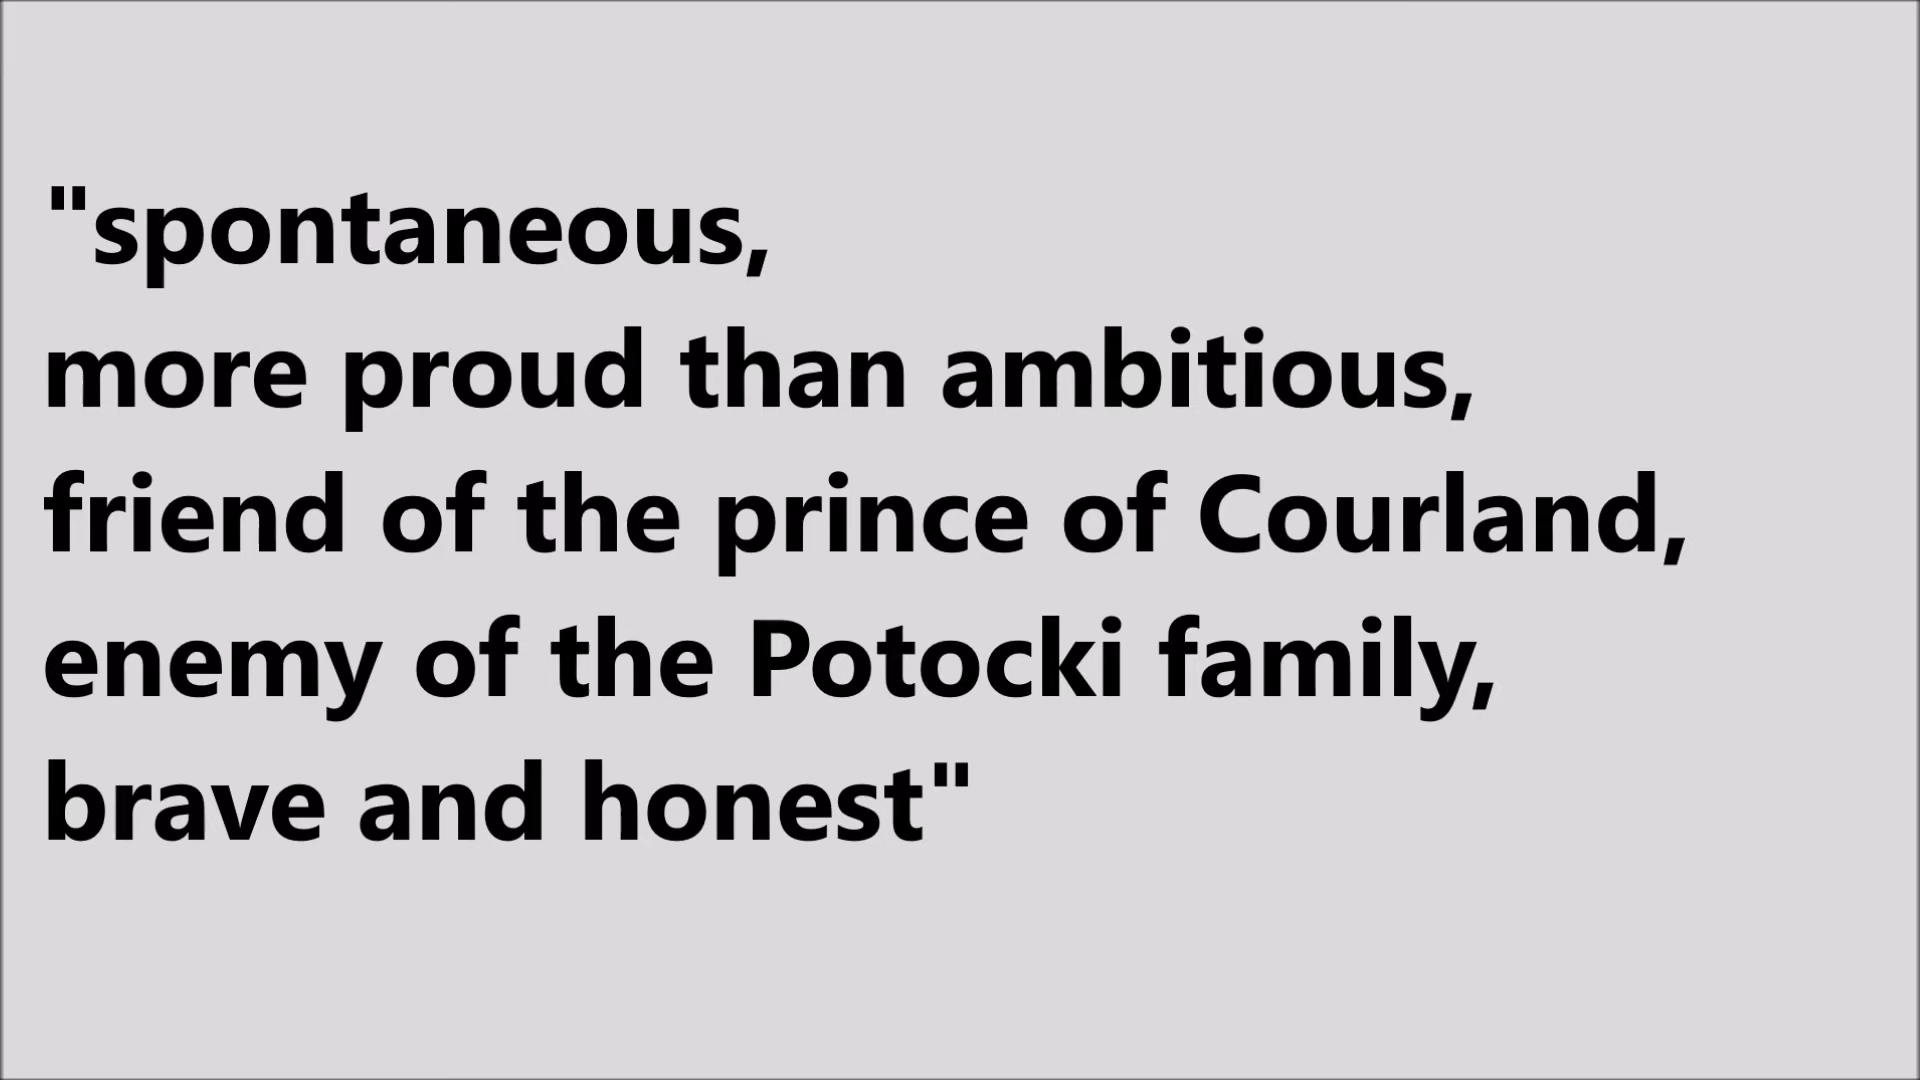 "spontaneous,
more proud than ambitious,
friend of the prince of Courland,
enemy of the Potocki family,
brave and honest"